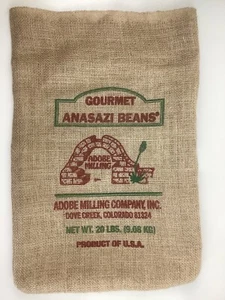 GOURMET
ANASAZI BEANS®
ADOBE
MILLING
ADOBE MILLING COMPANY, INC.
DOVE CREEK, COLORADO 81324
NET WT. 20 LBS. (9.08 KG)
PRODUCT OF U.S.A.